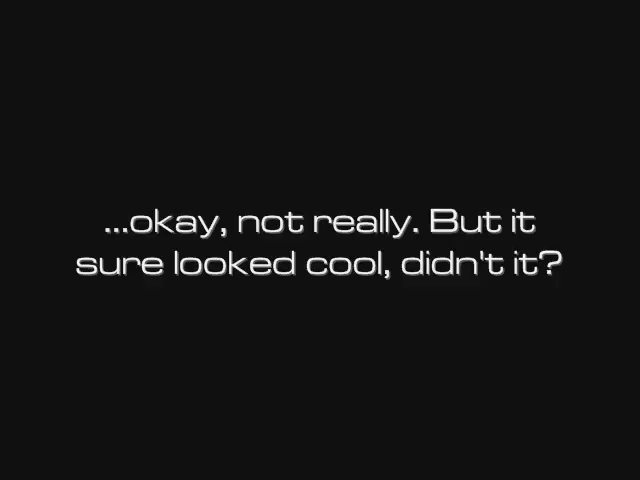 ...okay, not really. But it
sure looked cool, didn't it?